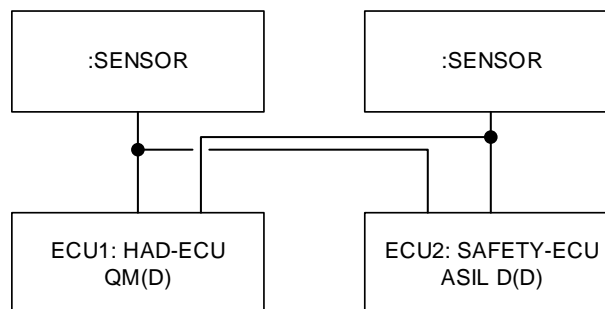 :SENSOR
:SENSOR
ECU1: HAD-ECU
QM(D)
ECU2: SAFETY-ECU
ASIL D(D)